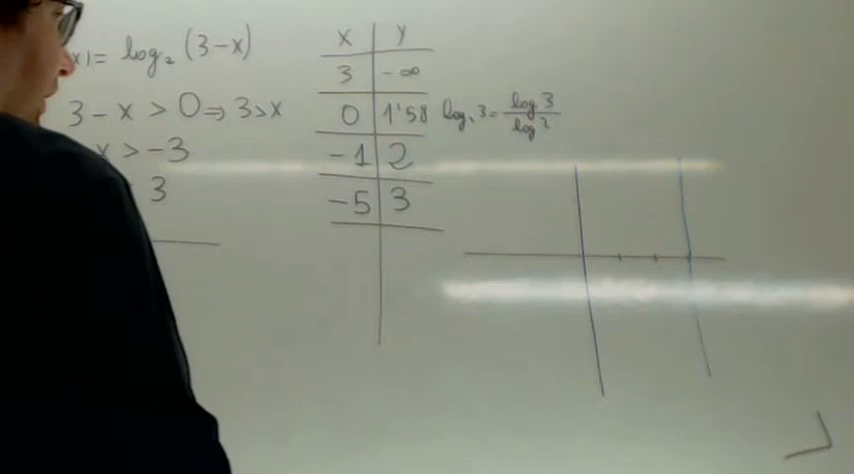 x) = log₂ (3-x)
3 - x > 0 ⇒ 3 > x
x > -3
3
x | y
3 | -∞
0 | 1'58 log₂ 3 = log 3 / log 2
-1 | 2
-5 | 3